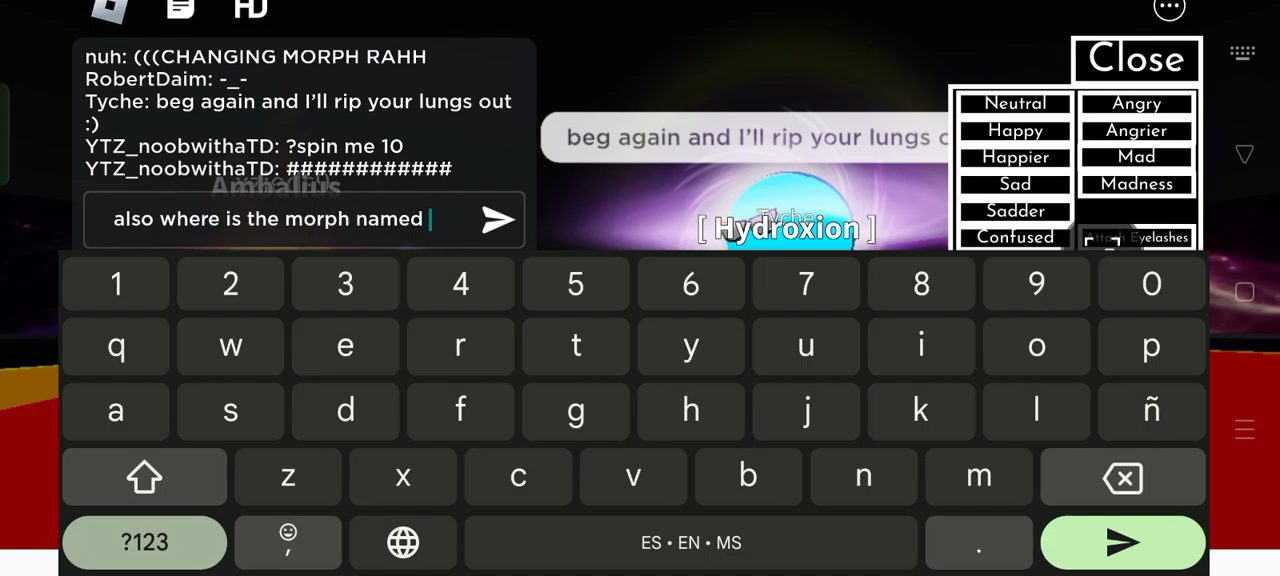 HD
nuh: (((CHANGING MORPH RAHH
RobertDaim: -_-
Tyche: beg again and I'll rip your lungs out
:)
YTZ_noobwithaTD: ?spin me 10
YTZ_noobwithaTD: ############
Ambalius
also where is the morph named
beg again and I'll rip your lungs o
Tyche
[ Hydroxion ]
Close
Neutral Angry
Happy Angrier
Happier Mad
Sad Madness
Sadder
Confused Attach Eyelashes
1 2 3 4 5 6 7 8 9 0
q w e r t y u i o p
a s d f g h j k l ñ
z x c v b n m
?123 , ES • EN • MS .